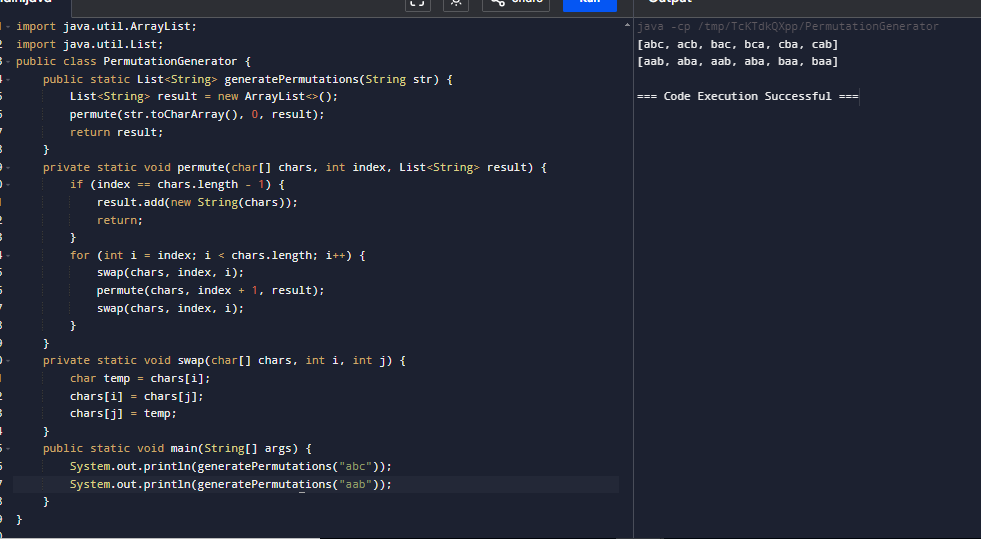 Output
import java.util.ArrayList;
import java.util.List;
public class PermutationGenerator {
    public static List<String> generatePermutations(String str) {
        List<String> result = new ArrayList<>();
        permute(str.toCharArray(), 0, result);
        return result;
    }
    private static void permute(char[] chars, int index, List<String> result) {
        if (index == chars.length - 1) {
            result.add(new String(chars));
            return;
        }
        for (int i = index; i < chars.length; i++) {
            swap(chars, index, i);
            permute(chars, index + 1, result);
            swap(chars, index, i);
        }
    }
    private static void swap(char[] chars, int i, int j) {
        char temp = chars[i];
        chars[i] = chars[j];
        chars[j] = temp;
    }
    public static void main(String[] args) {
        System.out.println(generatePermutations("abc"));
        System.out.println(generatePermutations("aab"));
    }
}
java -cp /tmp/TcKTdkQXpp/PermutationGenerator
[abc, acb, bac, bca, cba, cab]
[aab, aba, aab, aba, baa, baa]
=== Code Execution Successful ===